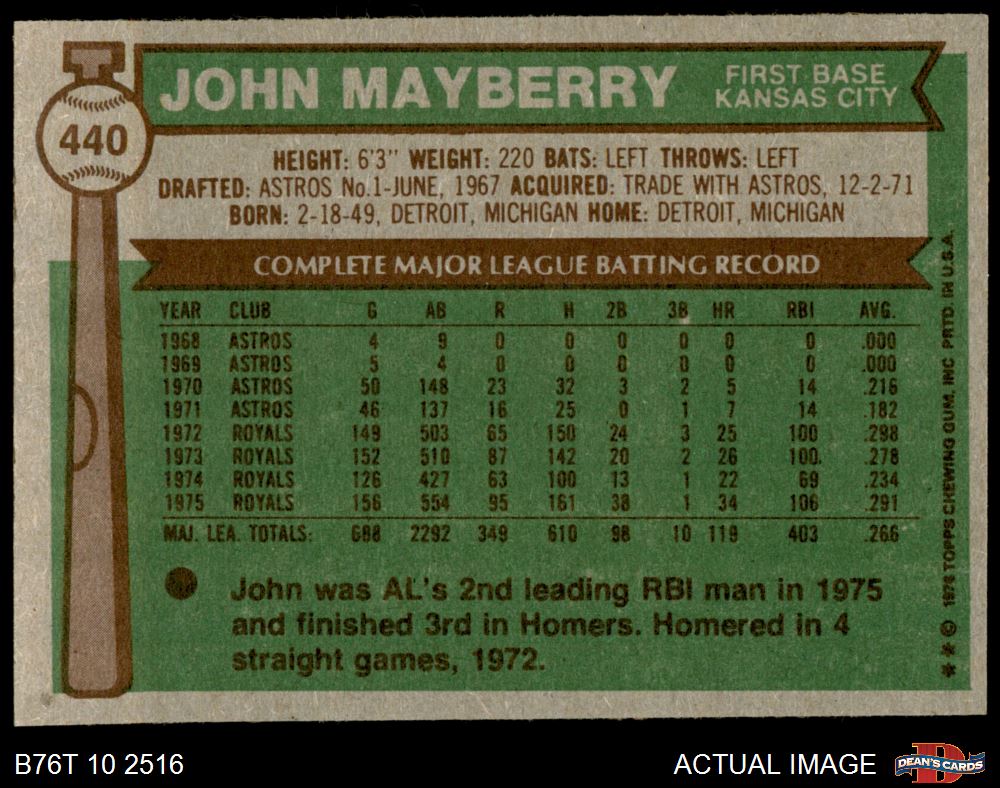 440
JOHN MAYBERRY
FIRST BASE
KANSAS CITY
HEIGHT: 6'3" WEIGHT: 220 BATS: LEFT THROWS: LEFT
DRAFTED: ASTROS No.1-JUNE, 1967 ACQUIRED: TRADE WITH ASTROS, 12-2-71
BORN: 2-18-49, DETROIT, MICHIGAN HOME: DETROIT, MICHIGAN
COMPLETE MAJOR LEAGUE BATTING RECORD
YEAR CLUB G AB R H 2B 3B HR RBI AVG.
1968 ASTROS 4 9 0 0 0 0 0 0 .000
1969 ASTROS 5 4 0 0 0 0 0 0 .000
1970 ASTROS 50 148 23 32 3 2 5 14 .216
1971 ASTROS 46 137 16 25 0 1 7 14 .182
1972 ROYALS 149 503 65 150 24 3 25 100 .298
1973 ROYALS 152 510 87 142 20 2 26 100. .278
1974 ROYALS 126 427 63 100 13 1 22 69 .234
1975 ROYALS 156 554 95 161 38 1 34 106 .291
MAJ. LEA. TOTALS: 688 2292 349 610 98 10 119 403 .266
John was AL's 2nd leading RBI man in 1975
and finished 3rd in Homers. Homered in 4
straight games, 1972.
** © 1976 TOPPS CHEWING GUM, INC PRTD. IN U.S.A.
B76T 10 2516
ACTUAL IMAGE
D
DEAN'S CARDS